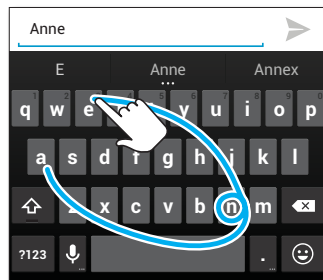 Anne
E Anne Annex
q w e y u i o p
a s d f g h j k l
z x c v b n m
?123 .